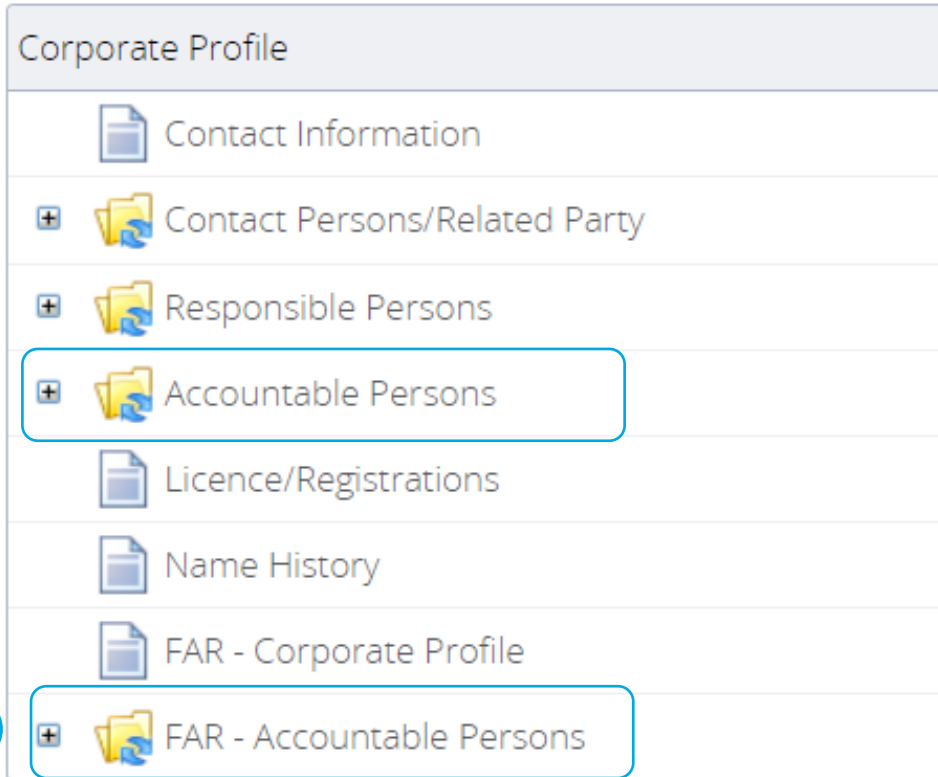 Corporate Profile
Contact Information
Contact Persons/Related Party
Responsible Persons
Accountable Persons
Licence/Registrations
Name History
FAR - Corporate Profile
FAR - Accountable Persons